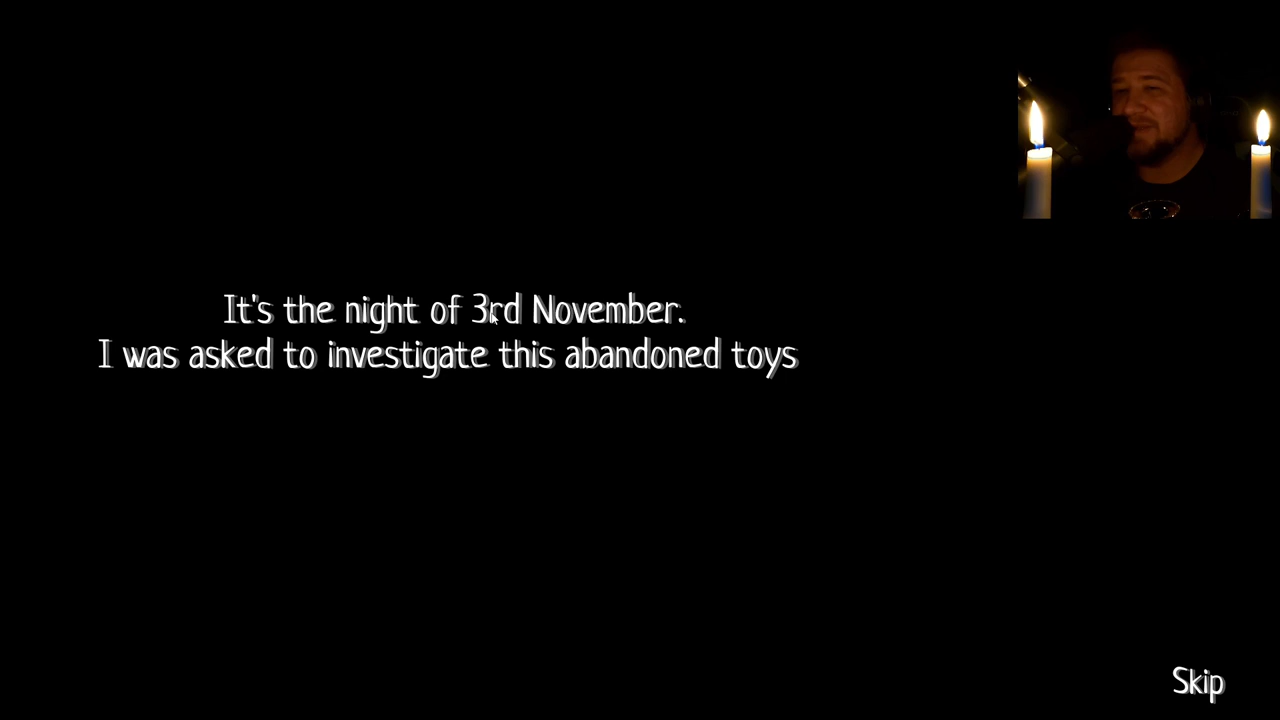 It's the night of 3rd November.
I was asked to investigate this abandoned toys
Skip